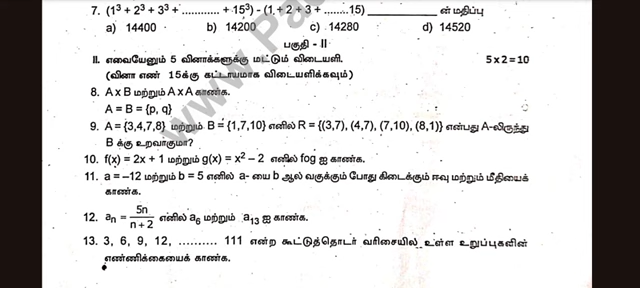 7. (1³ + 2³ + 3³ + ............ + 15³) - (1 + 2 + 3 + ........15) __________ ன் மதிப்பு
a) 14400 b) 14200 c) 14280 d) 14520
பகுதி - II
II. எவையேனும் 5 வினாக்களுக்கு மட்டும் விடையளி. 5 x 2 = 10
(வினா எண் 15க்கு கட்டாயமாக விடையளிக்கவும்)
8. A x B மற்றும் A x A காண்க.
A = B = {p, q}
9. A = {3,4,7,8} மற்றும் B = {1,7,10} எனில் R = {(3,7), (4,7), (7,10), (8,1)} என்பது A-லிருந்து
B க்கு உறவாகுமா?
10. f(x) = 2x + 1 மற்றும் g(x) = x² – 2 எனில் fog ஐ காண்க.
11. a = –12 மற்றும் b = 5 எனில் a- யை b ஆல் வகுக்கும் போது கிடைக்கும் ஈவு மற்றும் மீதியைக்
காண்க.
12. aₙ = 5n / n + 2 எனில் a₆ மற்றும் a₁₃ ஐ காண்க.
13. 3, 6, 9, 12, .......... 111 என்ற கூட்டுத்தொடர் வரிசையில் உள்ள உறுப்புகளின்
எண்ணிக்கையைக் காண்க.